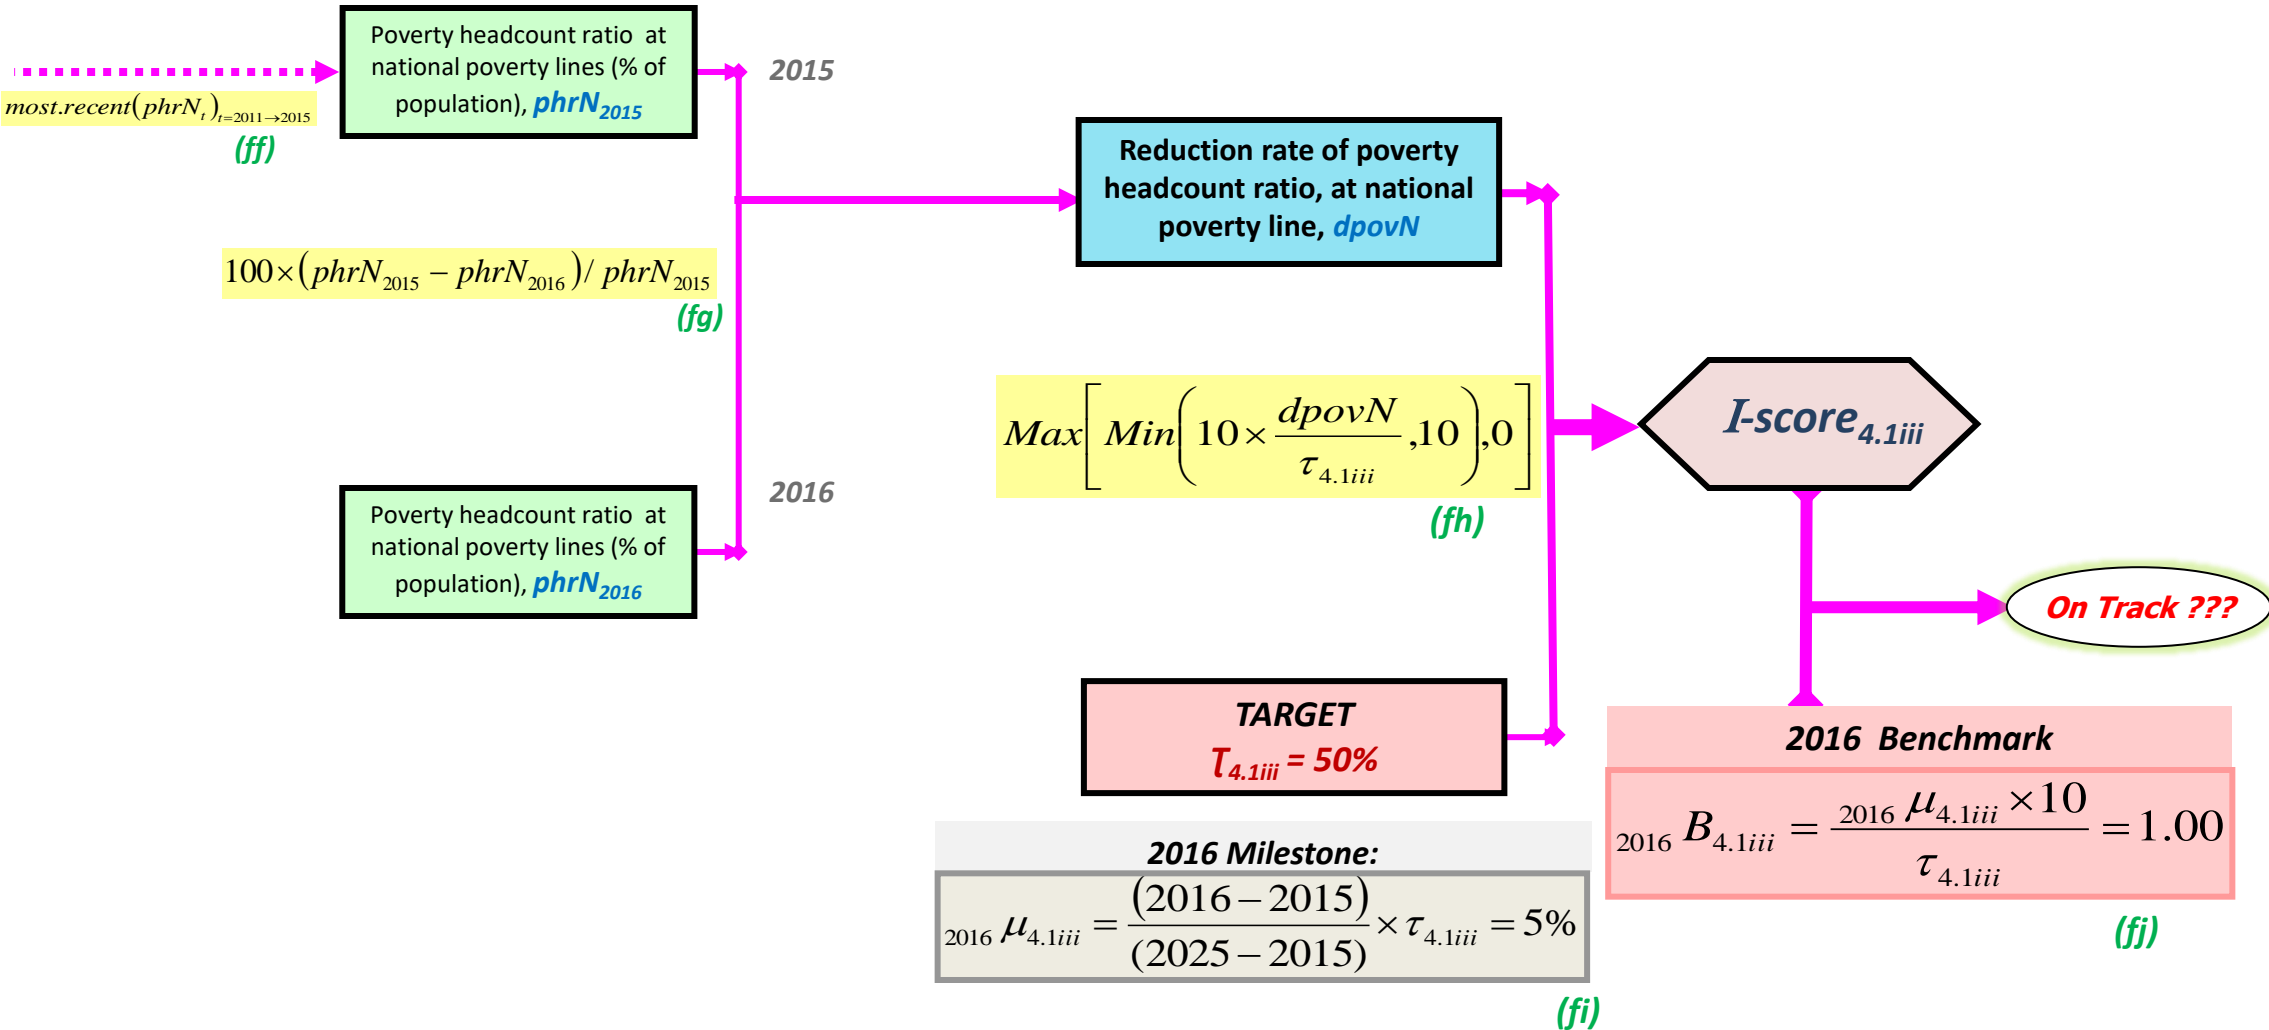 Poverty headcount ratio at
national poverty lines (% of
population), phrN2015
2015
most.recent(phrNt)t=2011→2015
(ff)
Reduction rate of poverty
headcount ratio, at national
poverty line, dpovN
100×(phrN2015 − phrN2016)/ phrN2015
(fg)
Max[Min(10 × dpovN/τ4.1iii ,10),0]
(fh)
I-score4.1iii
2016
Poverty headcount ratio at
national poverty lines (% of
population), phrN2016
On Track ???
TARGET
τ4.1iii = 50%
2016 Benchmark
2016 B4.1iii = 2016 μ4.1iii ×10/τ4.1iii = 1.00
(fj)
2016 Milestone:
2016 μ4.1iii = (2016 − 2015)/(2025 − 2015) × τ4.1iii = 5%
(fi)